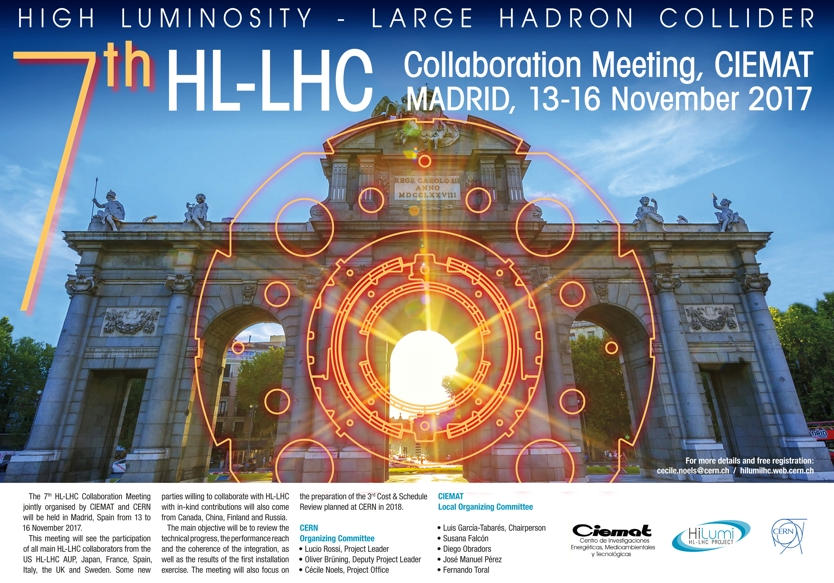 HIGH LUMINOSITY - LARGE HADRON COLLIDER
7th HL-LHC
Collaboration Meeting, CIEMAT
MADRID, 13-16 November 2017
REGE CAROLO III
ANNO
MDCCLXXVIII
For more details and free registration:
cecile.noels@cern.ch / hilumilhc.web.cern.ch
The 7th HL-LHC Collaboration Meeting
jointly organised by CIEMAT and CERN
will be held in Madrid, Spain from 13 to
16 November 2017.
This meeting will see the participation
of all main HL-LHC collaborators from the
US HL-LHC AUP, Japan, France, Spain,
Italy, the UK and Sweden. Some new
parties willing to collaborate with HL-LHC
with in-kind contributions will also come
from Canada, China, Finland and Russia.
The main objective will be to review the
technical progress, the performance reach
and the coherence of the integration, as
well as the results of the first installation
exercise. The meeting will also focus on
the preparation of the 3rd Cost & Schedule
Review planned at CERN in 2018.
CERN
Organizing Committee
• Lucio Rossi, Project Leader
• Oliver Brüning, Deputy Project Leader
• Cécile Noels, Project Office
CIEMAT
Local Organizing Committee
• Luis García-Tabarés, Chairperson
• Susana Falcón
• Diego Obradors
• José Manuel Pérez
• Fernando Toral
Ciemat
Centro de Investigaciones
Energéticas, Medioambientales
y Tecnológicas
HiLumi
HL-LHC PROJECT
CERN